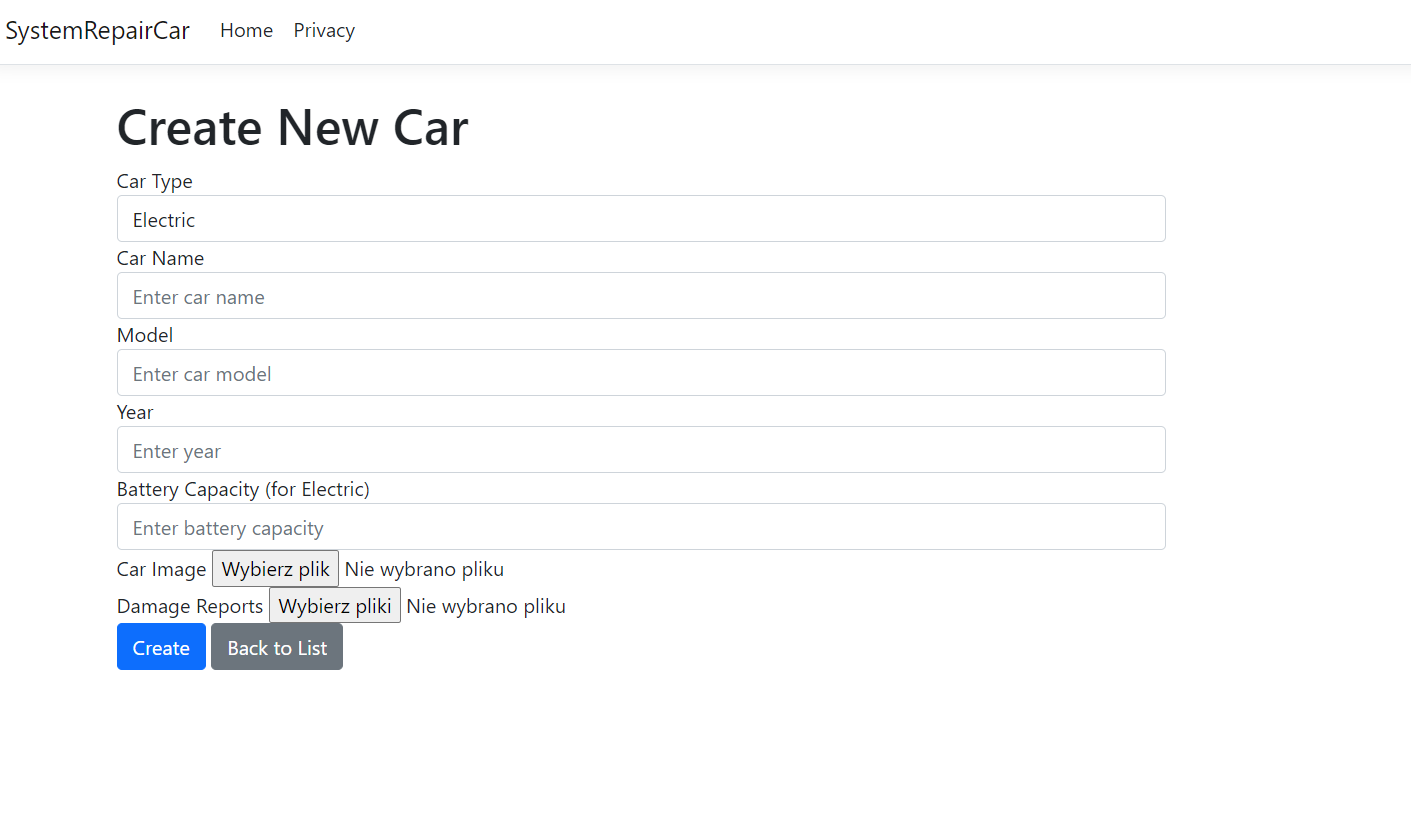 SystemRepairCar Home Privacy
Create New Car
Car Type
Electric
Car Name
Enter car name
Model
Enter car model
Year
Enter year
Battery Capacity (for Electric)
Enter battery capacity
Car Image Wybierz plik Nie wybrano pliku
Damage Reports Wybierz pliki Nie wybrano pliku
Create Back to List